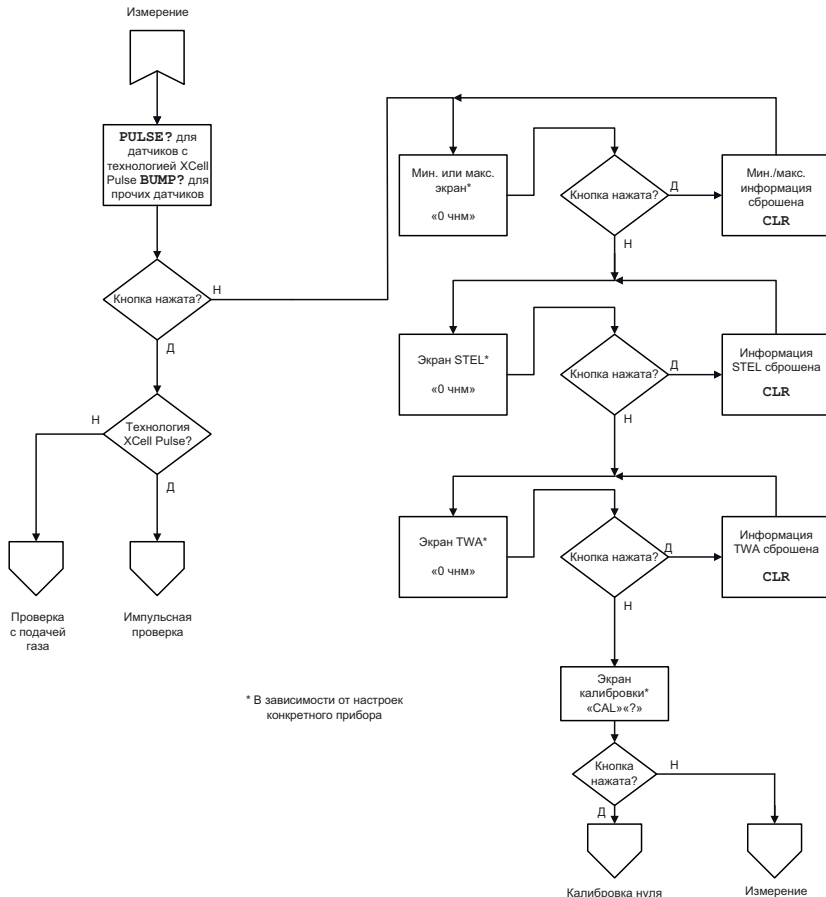 Измерение
PULSE? для
датчиков с
технологией XCell
Pulse BUMP? для
прочих датчиков
Кнопка нажата?
Н
Д
Технология
XCell Pulse?
Н
Д
Проверка
с подачей
газа
Импульсная
проверка
Мин. или макс.
экран*
«0 чнм»
Кнопка нажата?
Д
Н
Мин./макс.
информация
сброшена
CLR
Экран STEL*
«0 чнм»
Кнопка нажата?
Д
Н
Информация
STEL сброшена
CLR
Экран TWA*
«0 чнм»
Кнопка нажата?
Д
Н
Информация
TWA сброшена
CLR
Экран
калибровки*
«CAL»«?»
* В зависимости от настроек
конкретного прибора
Кнопка
нажата?
Н
Д
Калибровка нуля
Измерение